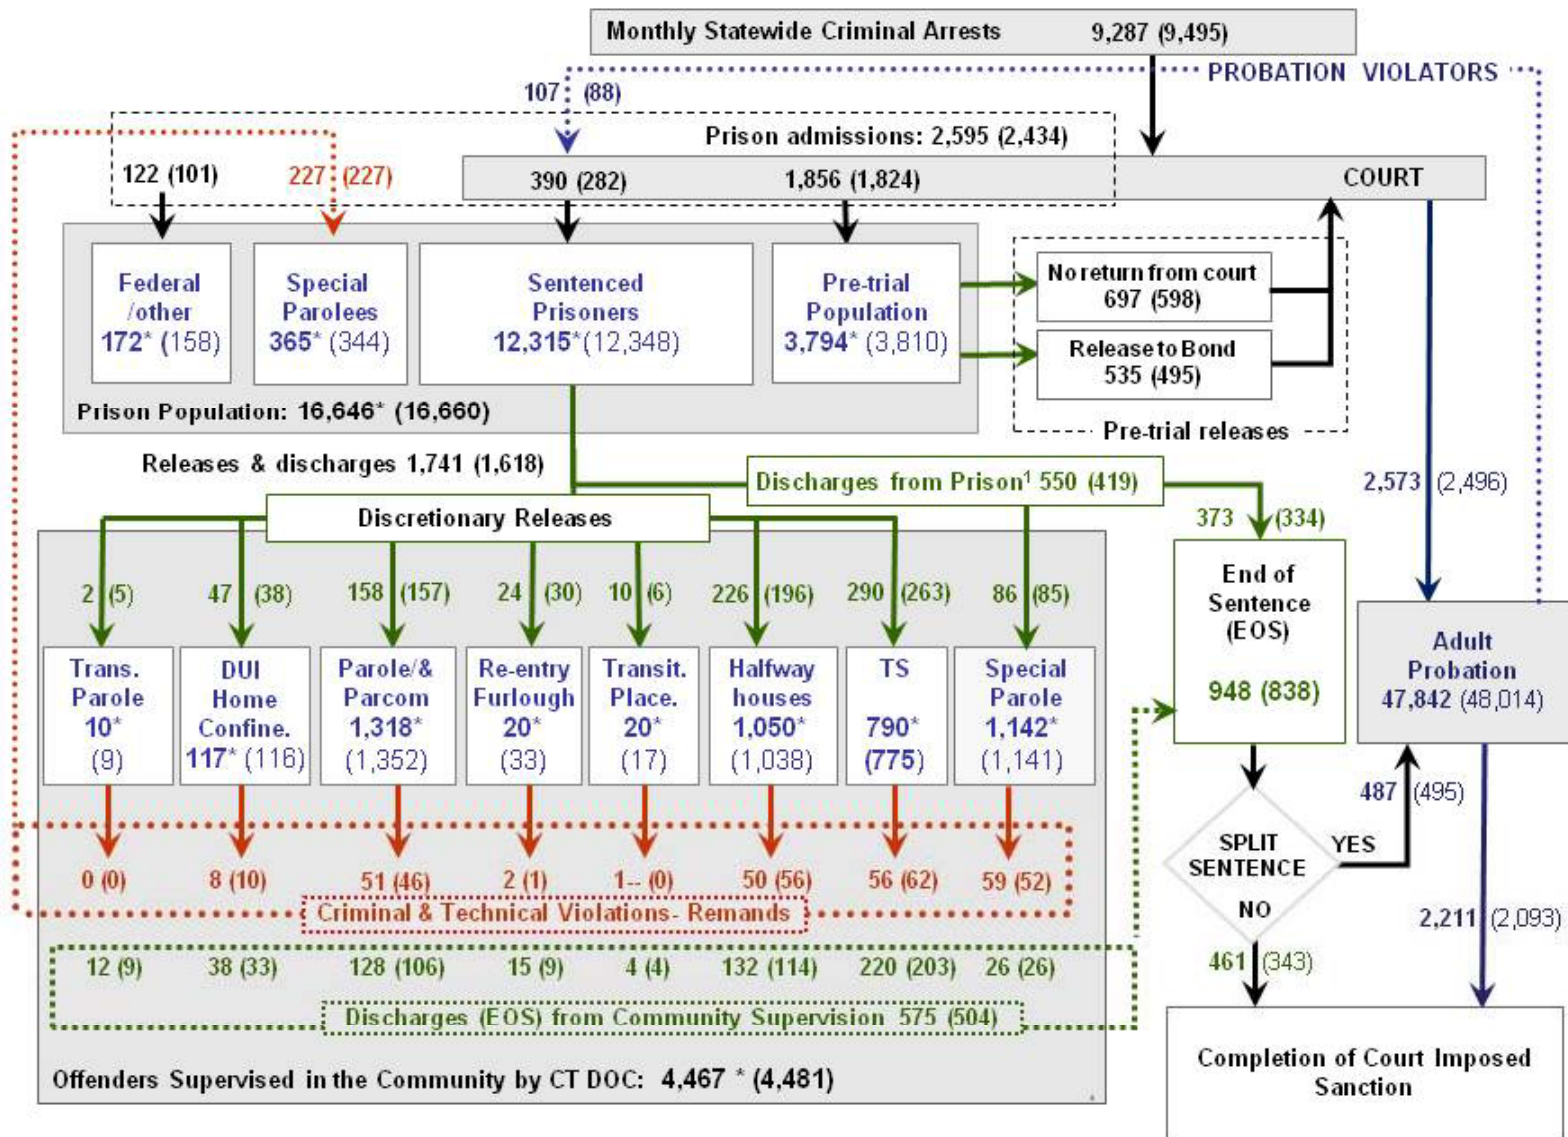 Monthly Statewide Criminal Arrests 9,287 (9,495)
PROBATION VIOLATORS
107 (88)
Prison admissions: 2,595 (2,434)
122 (101)
227 (227)
390 (282)
1,856 (1,824)
COURT
Federal
/other
172* (158)
Special
Parolees
365* (344)
Sentenced
Prisoners
12,315*(12,348)
Pre-trial
Population
3,794* (3,810)
No return from court
697 (598)
Release to Bond
535 (495)
Prison Population: 16,646* (16,660)
Pre-trial releases
Releases & discharges 1,741 (1,618)
Discharges from Prison¹ 550 (419)
2,573 (2,496)
Discretionary Releases
373 (334)
2 (5)
47 (38)
158 (157)
24 (30)
10 (6)
226 (196)
290 (263)
86 (85)
End of
Sentence
(EOS)
948 (838)
Trans.
Parole
10*
(9)
DUI
Home
Confine.
117* (116)
Parole/&
Parcom
1,318*
(1,352)
Re-entry
Furlough
20*
(33)
Transit.
Place.
20*
(17)
Halfway
houses
1,050*
(1,038)
TS
790*
(775)
Special
Parole
1,142*
(1,141)
Adult
Probation
47,842 (48,014)
487 (495)
SPLIT
SENTENCE
YES
NO
0 (0)
8 (10)
51 (46)
2 (1)
1-- (0)
50 (56)
56 (62)
59 (52)
Criminal & Technical Violations- Remands
2,211 (2,093)
461 (343)
12 (9)
38 (33)
128 (106)
15 (9)
4 (4)
132 (114)
220 (203)
26 (26)
Discharges (EOS) from Community Supervision 575 (504)
Offenders Supervised in the Community by CT DOC: 4,467 * (4,481)
Completion of Court Imposed
Sanction